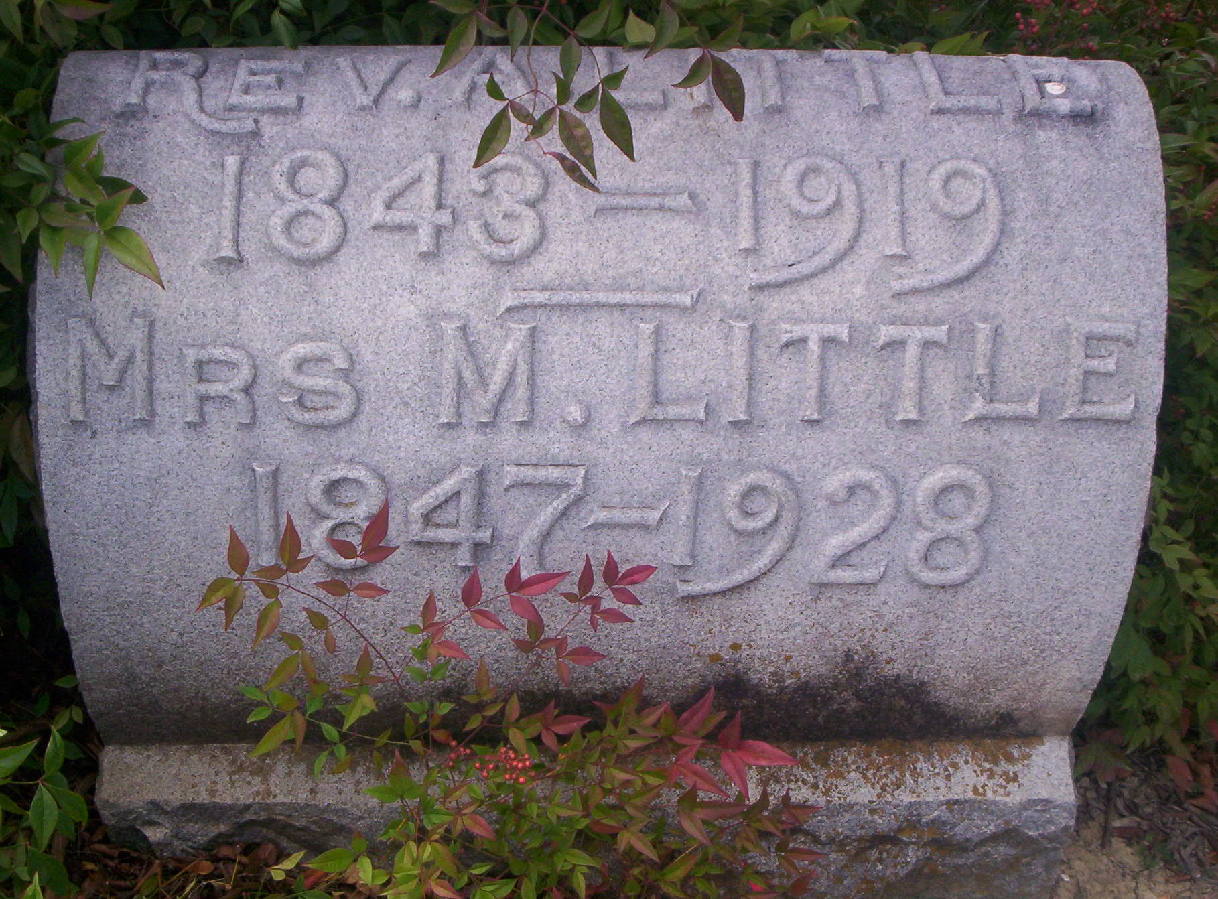 REV. A LITTLE
1843 – 1919
MRS M. LITTLE
1847 – 1928